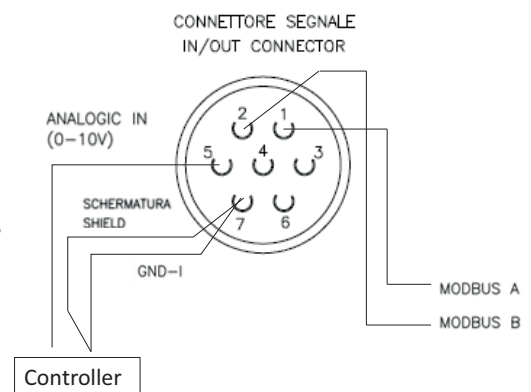 CONNETTORE SEGNALE
IN/OUT CONNECTOR
ANALOGIC IN
(0-10V)
2
1
5
4
3
SCHERMATURA
SHIELD
7
6
GND-I
MODBUS A
MODBUS B
Controller